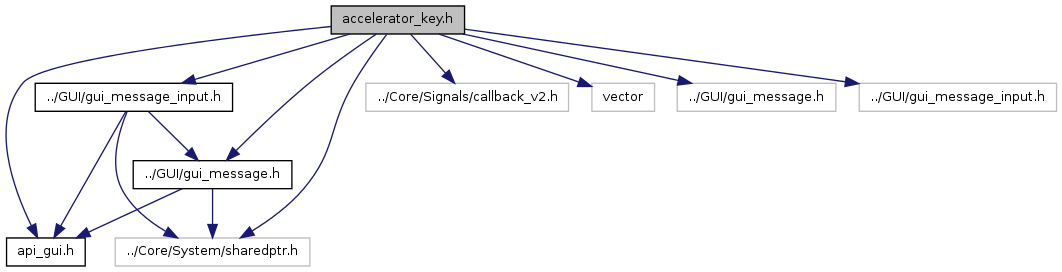 accelerator_key.h
../GUI/gui_message_input.h
../Core/Signals/callback_v2.h
vector
../GUI/gui_message.h
../GUI/gui_message_input.h
../GUI/gui_message.h
api_gui.h
../Core/System/sharedptr.h